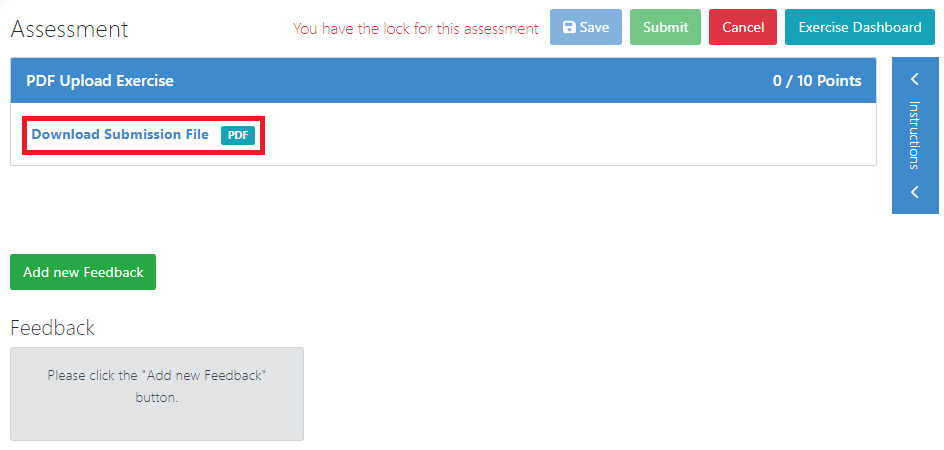 Assessment
You have the lock for this assessment
Save
Submit
Cancel
Exercise Dashboard
PDF Upload Exercise
0 / 10 Points
Download Submission File PDF
Instructions
Add new Feedback
Feedback
Please click the "Add new Feedback"
button.